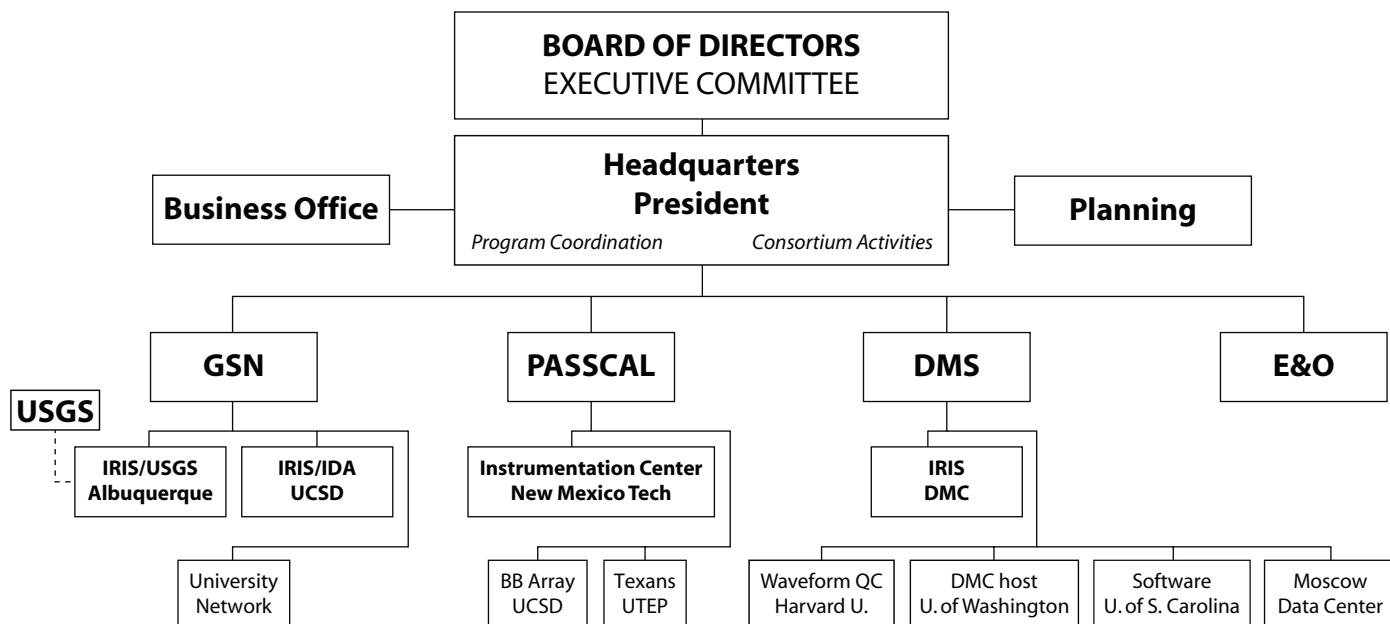 BOARD OF DIRECTORS
EXECUTIVE COMMITTEE
Headquarters
President
Program Coordination Consortium Activities
Business Office
Planning
GSN
PASSCAL
DMS
E&O
USGS
IRIS/USGS
Albuquerque
IRIS/IDA
UCSD
Instrumentation Center
New Mexico Tech
IRIS
DMC
University
Network
BB Array
UCSD
Texans
UTEP
Waveform QC
Harvard U.
DMC host
U. of Washington
Software
U. of S. Carolina
Moscow
Data Center